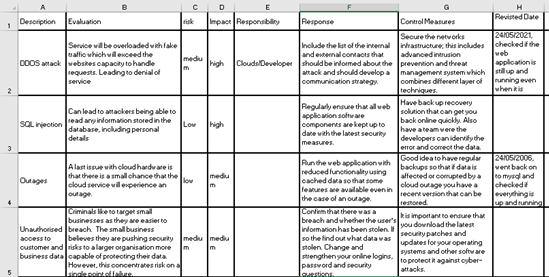 A B C D E F G H
1 Description Evaluation risk Impact Responsibility Response Control Measures Revisted Date
2 DDOS attack
Service will be overloaded with fake
traffic which will exceed the
websites capacity to handle
requests. Leading to denial of
service
mediu
m
high
Clouds/Developer
Include the list of the internal
and external contacts that
should be informed about the
attack and should develop a
communication strategy.
Secure the networks
infrastructure; this includes
advanced intrusion
prevention and threat
management system which
combines different layer of
techniques.
24/05/2021,
checked if the
web
application is
still up and
running even
when it is
3 SQL injection
Can lead to attackers being able to
read any information stored in the
database, including personal
details
Low
high
Regularly ensure that all web
application software
components are kept up to
date with the latest security
measures.
Have back up recovery
solution that can get you
back online quickly. Also
have a team were the
developers can identify the
error and correct the data.
4 Outages
A last issue with cloud hardware is
that there is a small chance that the
cloud service will experience an
outage.
low
mediu
m
Run the web application with
reduced functionality using
cached data so that some
features are available even in
the case of an outage.
Good idea to have regular
backups so that if data is
affected or corrupted by a
cloud outage you have a
recent version that can be
restored.
24/05/2006,
went back on
to mysql and
checked if
everything is
up and running
5 Unauthorised
access to
customer and
business data
Criminals like to target small
businesses as they are easier to
breach. The small business
believes they are pushing security
risks to a larger organisation more
capable of protecting their data.
However, this concentrates risk on a
single point of failure.
mediu
m
mediu
m
Confirm that there was a
breach and whether the user's
information has been stolen. If
so the find out what data was
stolen. Change and
strengthen your online logins,
password and security
questions.
It is important to ensure that
you download the latest
security patches and
updates for your operating
systems and other software
to protect it against cyber-
attacks.